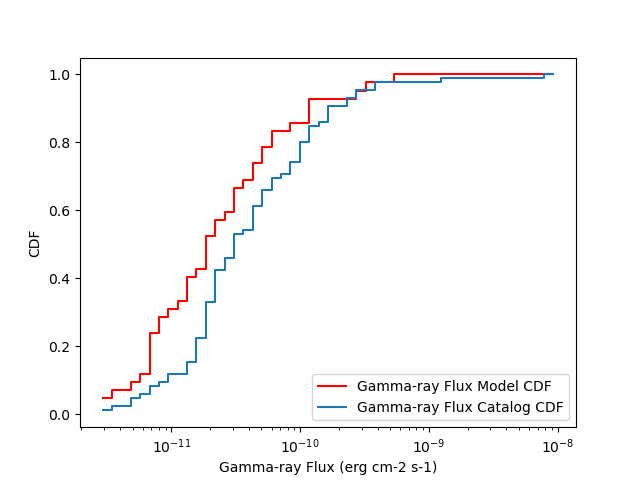 1.0
0.8
0.6
0.4
0.2
0.0
CDF
10⁻¹¹ 10⁻¹⁰ 10⁻⁹ 10⁻⁸
Gamma-ray Flux (erg cm-2 s-1)
Gamma-ray Flux Model CDF
Gamma-ray Flux Catalog CDF